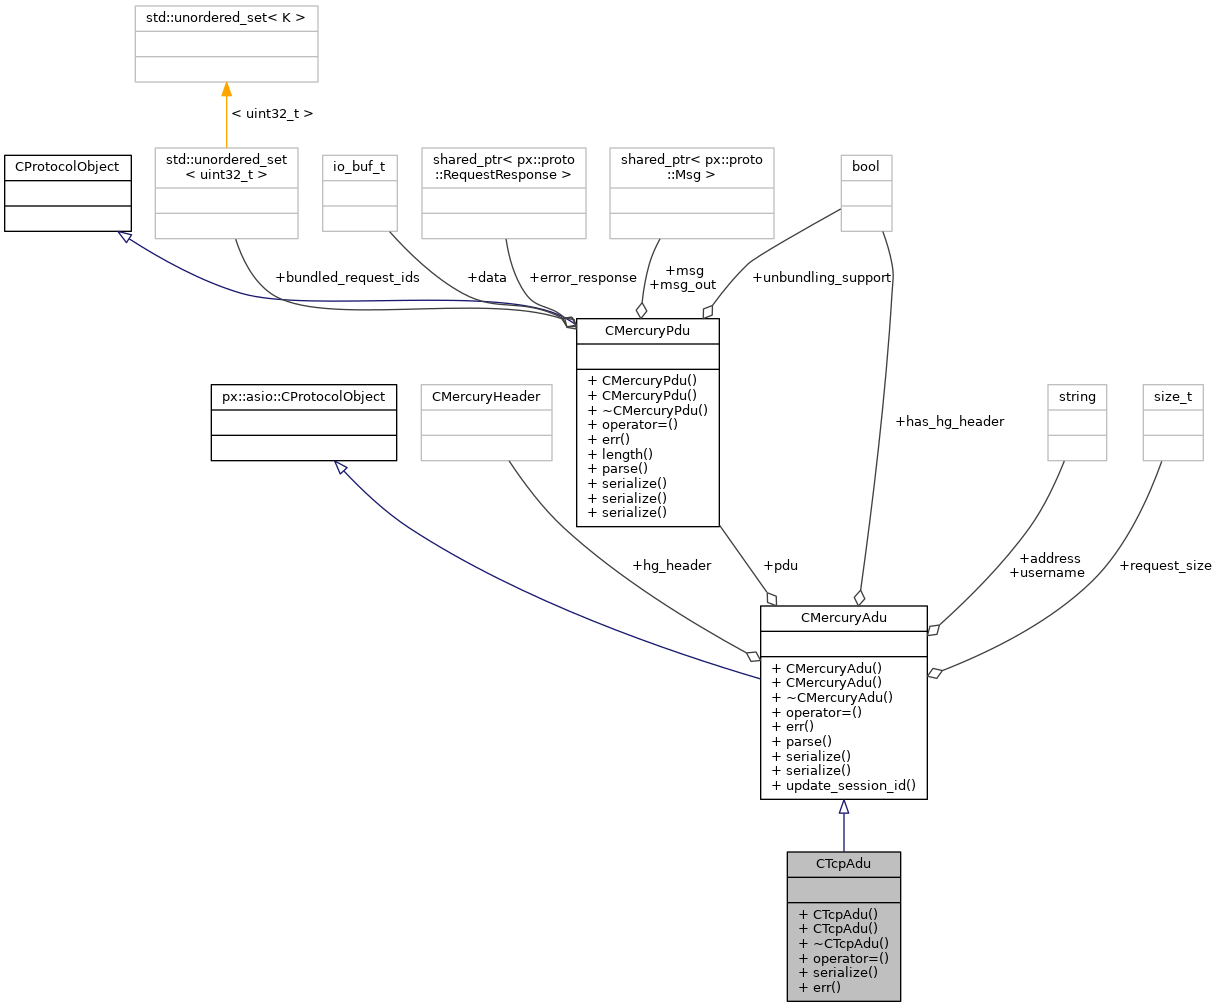 std::unordered_set< K >
< uint32_t >
CProtocolObject
std::unordered_set
< uint32_t >
io_buf_t
shared_ptr< px::proto
::RequestResponse >
shared_ptr< px::proto
::Msg >
bool
+bundled_request_ids
+data
+error_response
+msg
+msg_out
+unbundling_support
CMercuryPdu
+ CMercuryPdu()
+ CMercuryPdu()
+ ~CMercuryPdu()
+ operator=()
+ err()
+ length()
+ parse()
+ serialize()
+ serialize()
+ serialize()
px::asio::CProtocolObject
CMercuryHeader
+has_hg_header
string
size_t
+hg_header
+pdu
+address
+username
+request_size
CMercuryAdu
+ CMercuryAdu()
+ CMercuryAdu()
+ ~CMercuryAdu()
+ operator=()
+ err()
+ parse()
+ serialize()
+ serialize()
+ update_session_id()
CTcpAdu
+ CTcpAdu()
+ CTcpAdu()
+ ~CTcpAdu()
+ operator=()
+ serialize()
+ err()